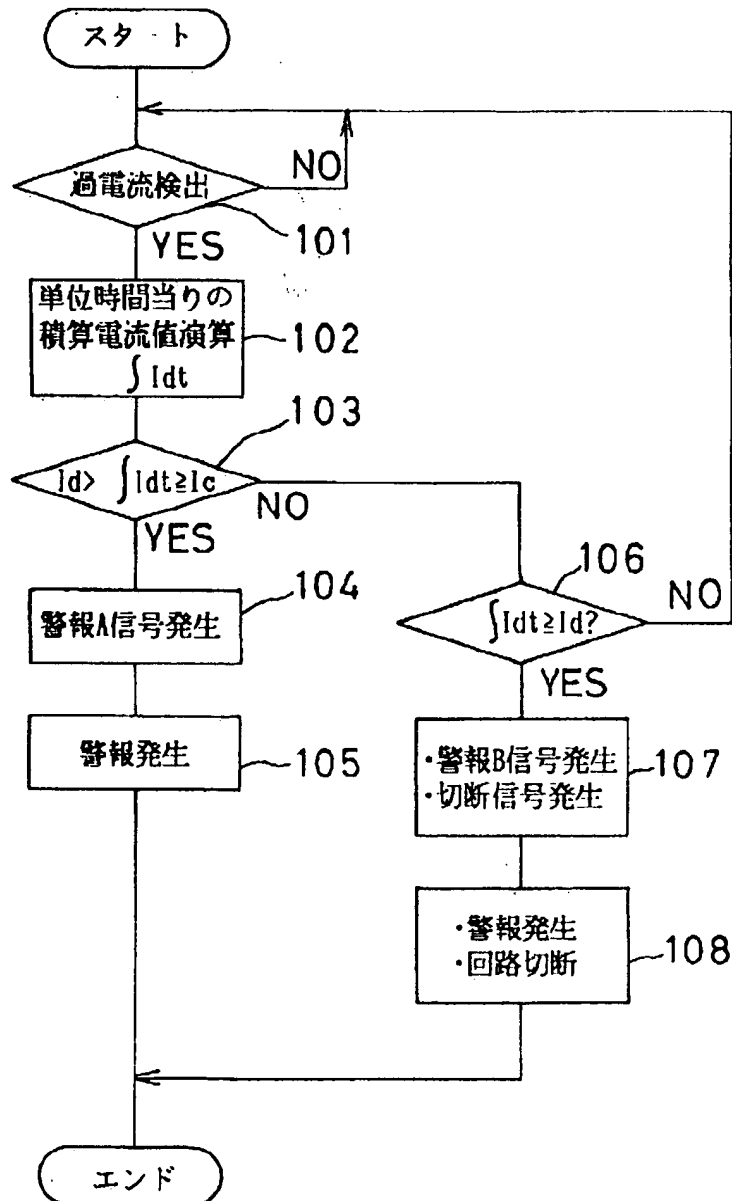 スタート
過電流検出
NO
101
YES
単位時間当りの
積算電流値演算
∫Idt
102
103
Id> ∫Idt≧Ic
NO
YES
104
警報A信号発生
106
∫Idt≧Id?
NO
YES
警報発生
105
・警報B信号発生
・切断信号発生
107
・警報発生
・回路切断
108
エンド